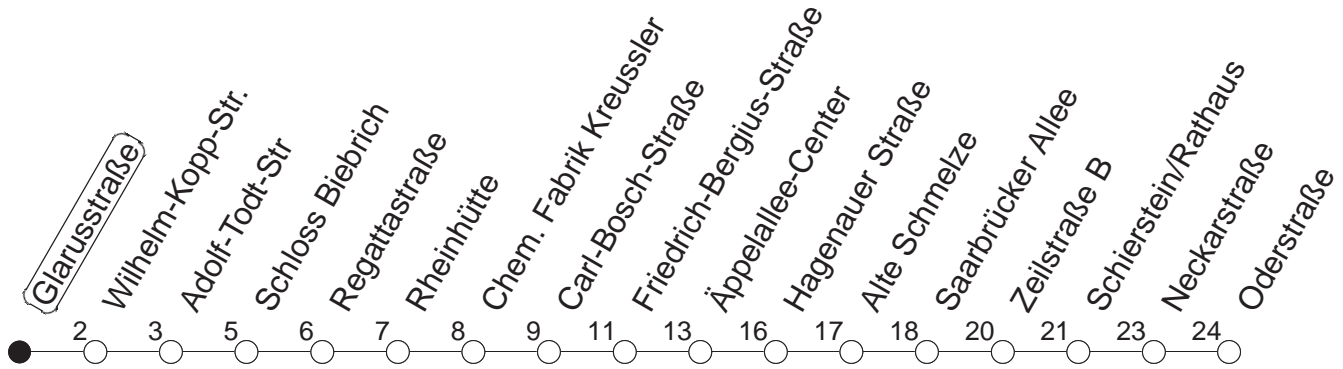 Glarusstraße
Wilhelm-Kopp-Str.
Adolf-Todt-Str
Schloss Biebrich
Regattastraße
Rheinhütte
Chem. Fabrik Kreussler
Carl-Bosch-Straße
Friedrich-Bergius-Straße
Äppelallee-Center
Hagenauer Straße
Alte Schmelze
Saarbrücker Allee
Zeilstraße B
Schierstein/Rathaus
Neckarstraße
Oderstraße
2 3 5 6 7 8 9 11 13 16 17 18 20 21 23 24